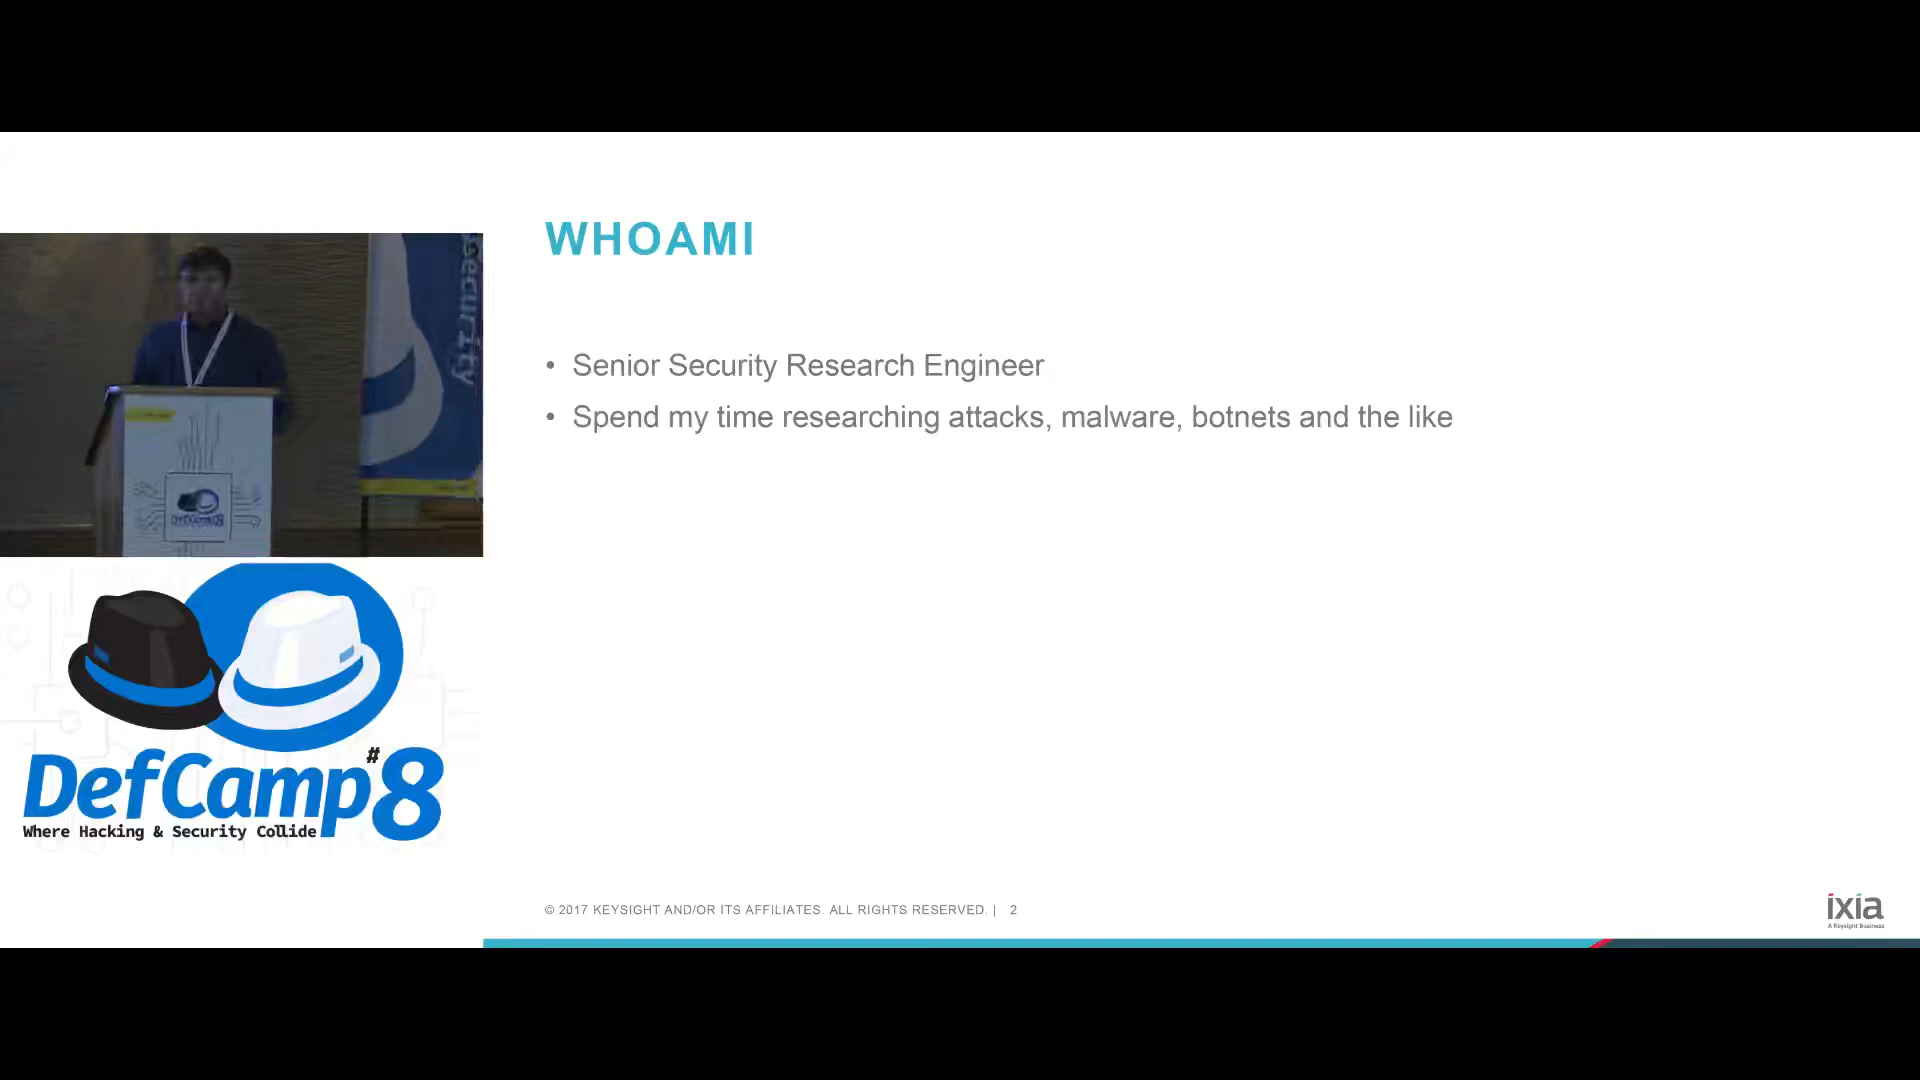 WHOAMI
• Senior Security Research Engineer
• Spend my time researching attacks, malware, botnets and the like
security
DefCamp #8
Where Hacking & Security Collide
© 2017 KEYSIGHT AND/OR ITS AFFILIATES. ALL RIGHTS RESERVED. | 2
ixia
A Keysight Business